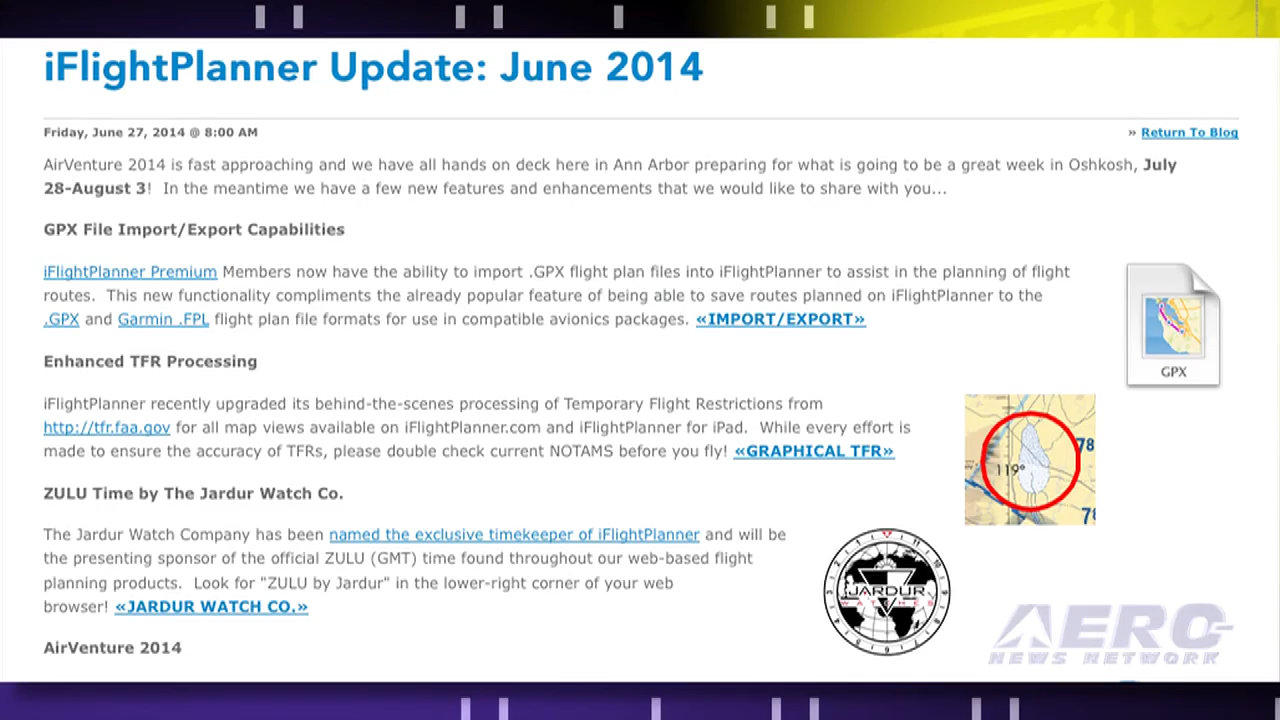 iFlightPlanner Update: June 2014
Friday, June 27, 2014 @ 8:00 AM
» Return To Blog
AirVenture 2014 is fast approaching and we have all hands on deck here in Ann Arbor preparing for what is going to be a great week in Oshkosh, July
28-August 3!  In the meantime we have a few new features and enhancements that we would like to share with you...
GPX File Import/Export Capabilities
iFlightPlanner Premium Members now have the ability to import .GPX flight plan files into iFlightPlanner to assist in the planning of flight
routes.  This new functionality compliments the already popular feature of being able to save routes planned on iFlightPlanner to the
.GPX and Garmin .FPL flight plan file formats for use in compatible avionics packages. «IMPORT/EXPORT»
GPX
Enhanced TFR Processing
iFlightPlanner recently upgraded its behind-the-scenes processing of Temporary Flight Restrictions from
http://tfr.faa.gov for all map views available on iFlightPlanner.com and iFlightPlanner for iPad.  While every effort is
made to ensure the accuracy of TFRs, please double check current NOTAMS before you fly! «GRAPHICAL TFR»
78
119°
78
ZULU Time by The Jardur Watch Co.
The Jardur Watch Company has been named the exclusive timekeeper of iFlightPlanner and will be
the presenting sponsor of the official ZULU (GMT) time found throughout our web-based flight
planning products.  Look for "ZULU by Jardur" in the lower-right corner of your web
browser! «JARDUR WATCH CO.»
JARDUR
WATCHES
AirVenture 2014
AERO
NEWS NETWORK